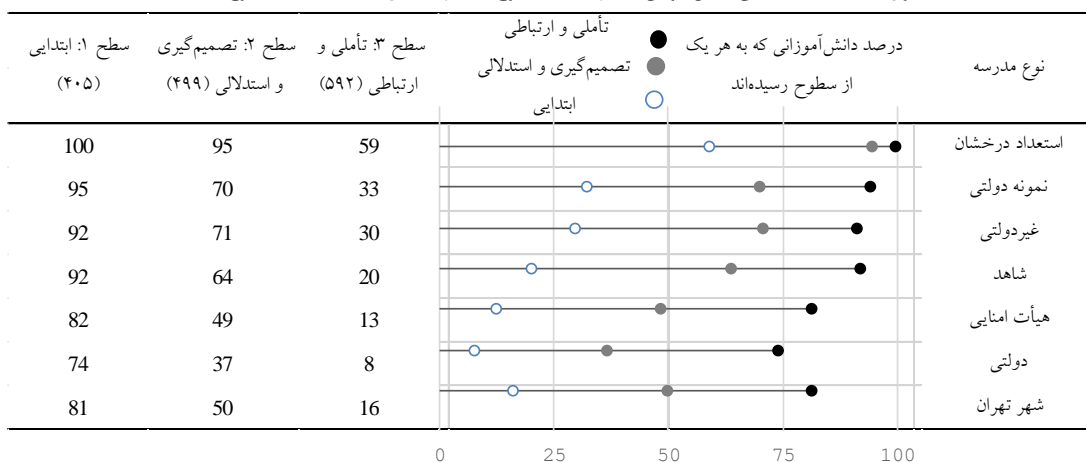 نوع مدرسه
درصد دانش‌آموزانی که به هر یک
از سطوح رسیده‌اند
تأملی و ارتباطی
تصمیم‌گیری و استدلالی
ابتدایی
سطح ۳: تأملی و
ارتباطی (۵۹۲)
سطح ۲: تصمیم‌گیری
و استدلالی (۴۹۹)
سطح ۱: ابتدایی
(۴۰۵)
استعداد درخشان 59 95 100
نمونه دولتی 33 70 95
غیردولتی 30 71 92
شاهد 20 64 92
هیأت امنایی 13 49 82
دولتی 8 37 74
شهر تهران 16 50 81
0 25 50 75 100